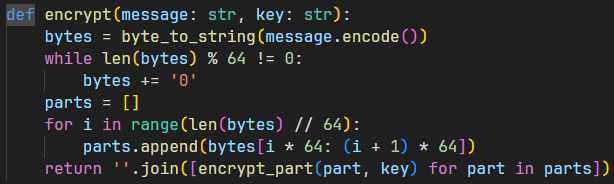 def encrypt(message: str, key: str):
    bytes = byte_to_string(message.encode())
    while len(bytes) % 64 != 0:
        bytes += '0'
    parts = []
    for i in range(len(bytes) // 64):
        parts.append(bytes[i * 64: (i + 1) * 64])
    return ''.join([encrypt_part(part, key) for part in parts])